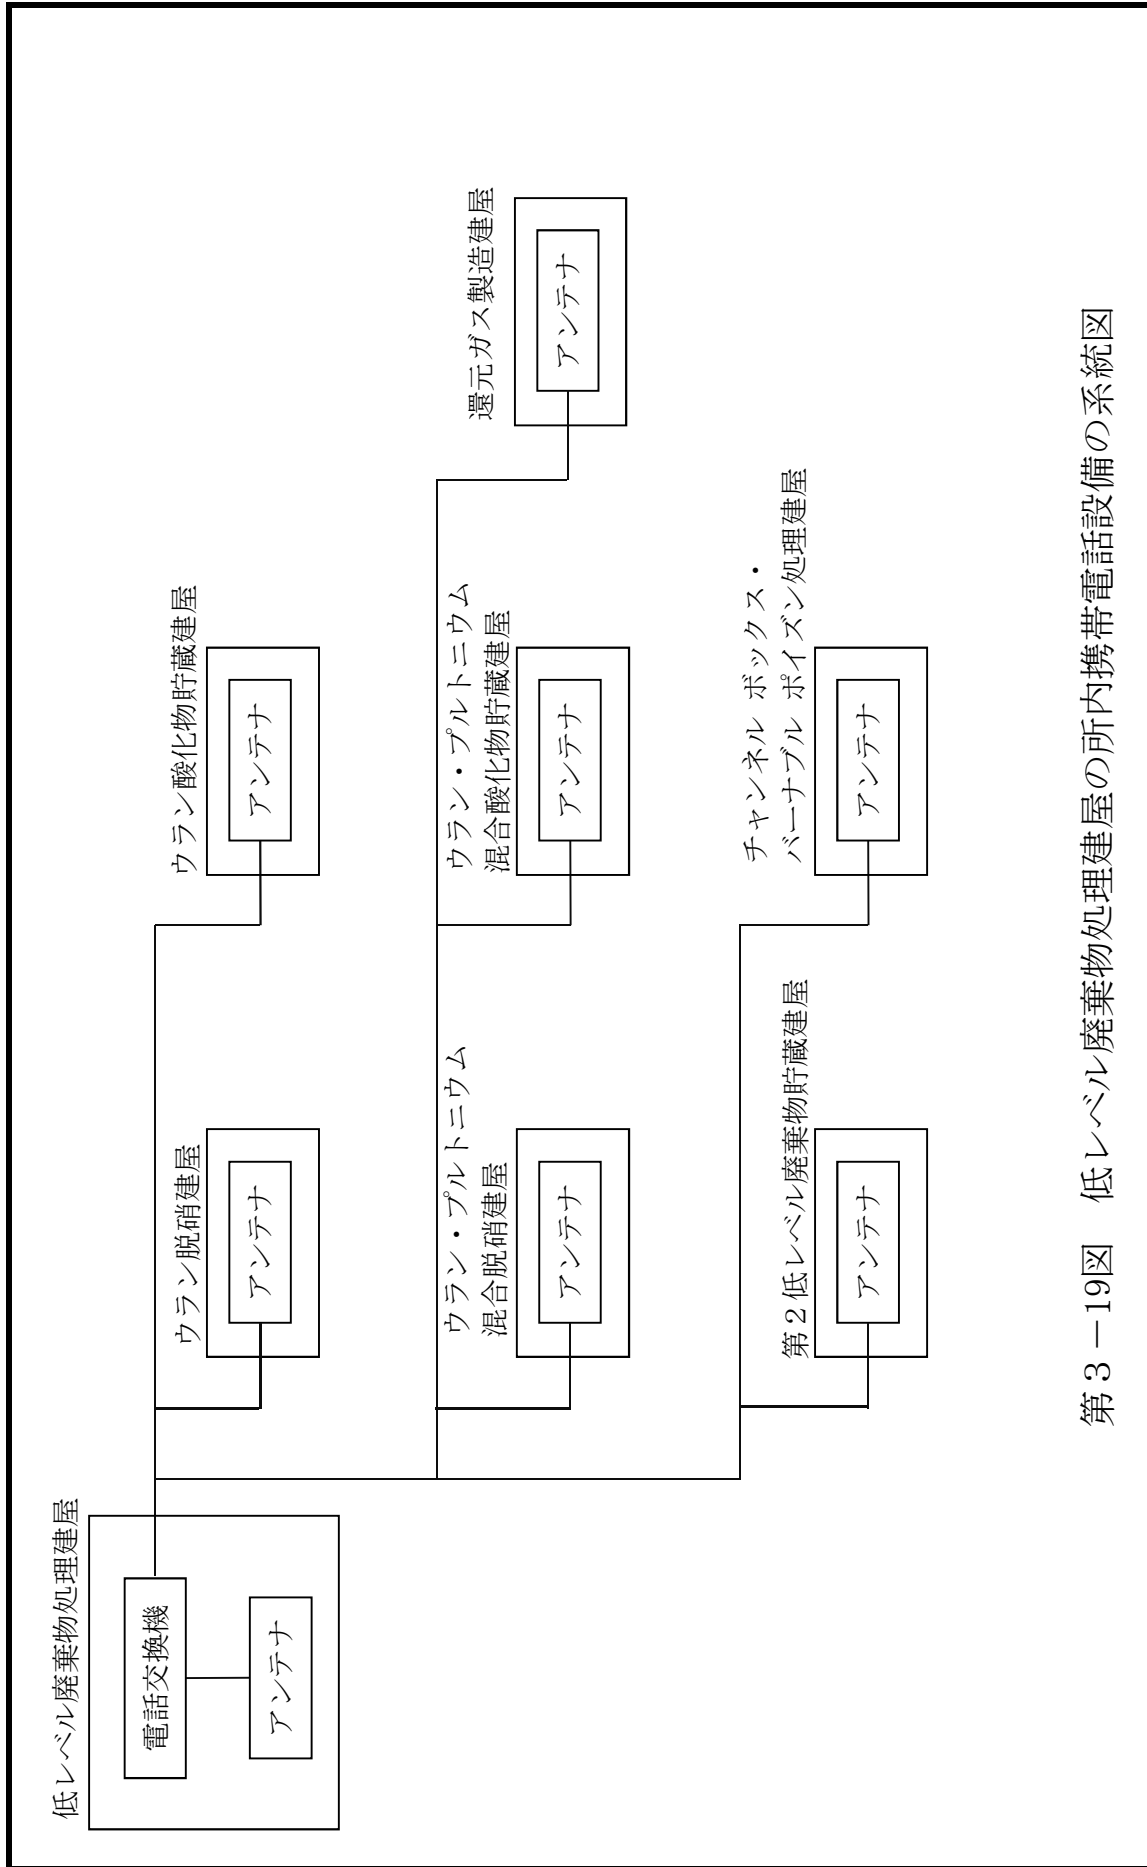 低レベル廃棄物処理建屋
電話交換機
アンテナ
ウラン脱硝建屋
アンテナ
ウラン酸化物貯蔵建屋
アンテナ
ウラン・プルトニウム
混合脱硝建屋
アンテナ
ウラン・プルトニウム
混合酸化物貯蔵建屋
アンテナ
還元ガス製造建屋
アンテナ
第2低レベル廃棄物貯蔵建屋
アンテナ
チャンネル ボックス・
バーナブル ポイズン処理建屋
アンテナ
第3-19図 低レベル廃棄物処理建屋の所内携帯電話設備の系統図